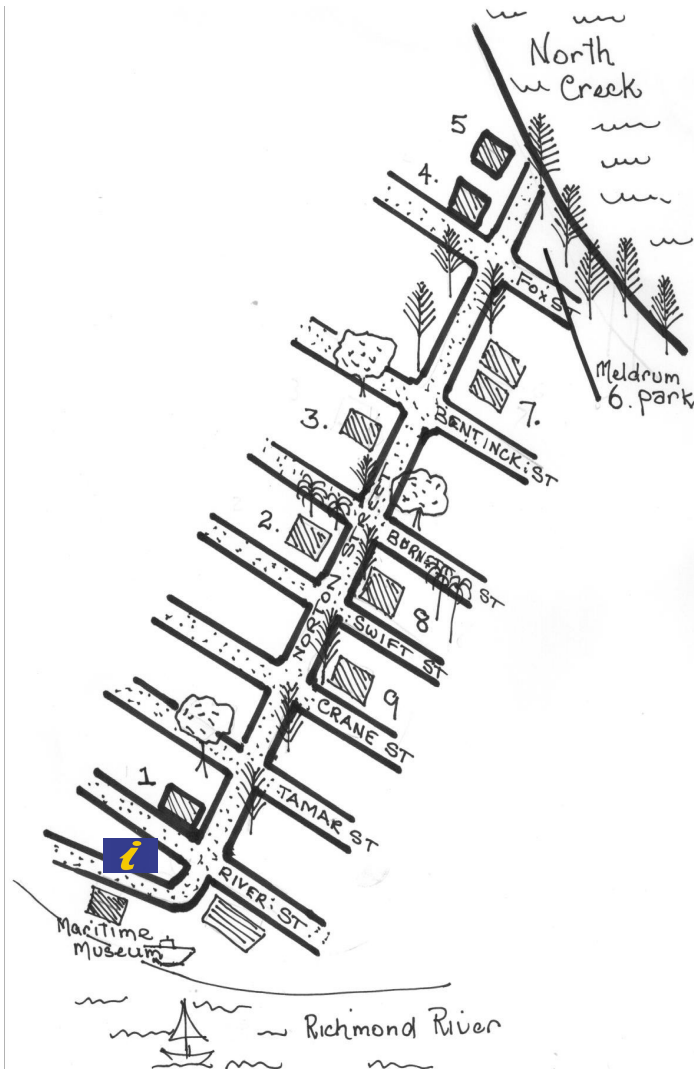 North
Creek
5
4.
FOX ST
Meldrum
6. park
7.
3.
BENTINCK ST
2.
BURNETT ST
8
NORTON STREET
SWIFT ST
9
CRANE ST
1
TAMAR ST
i
RIVER ST
Maritime
Museum
Richmond River